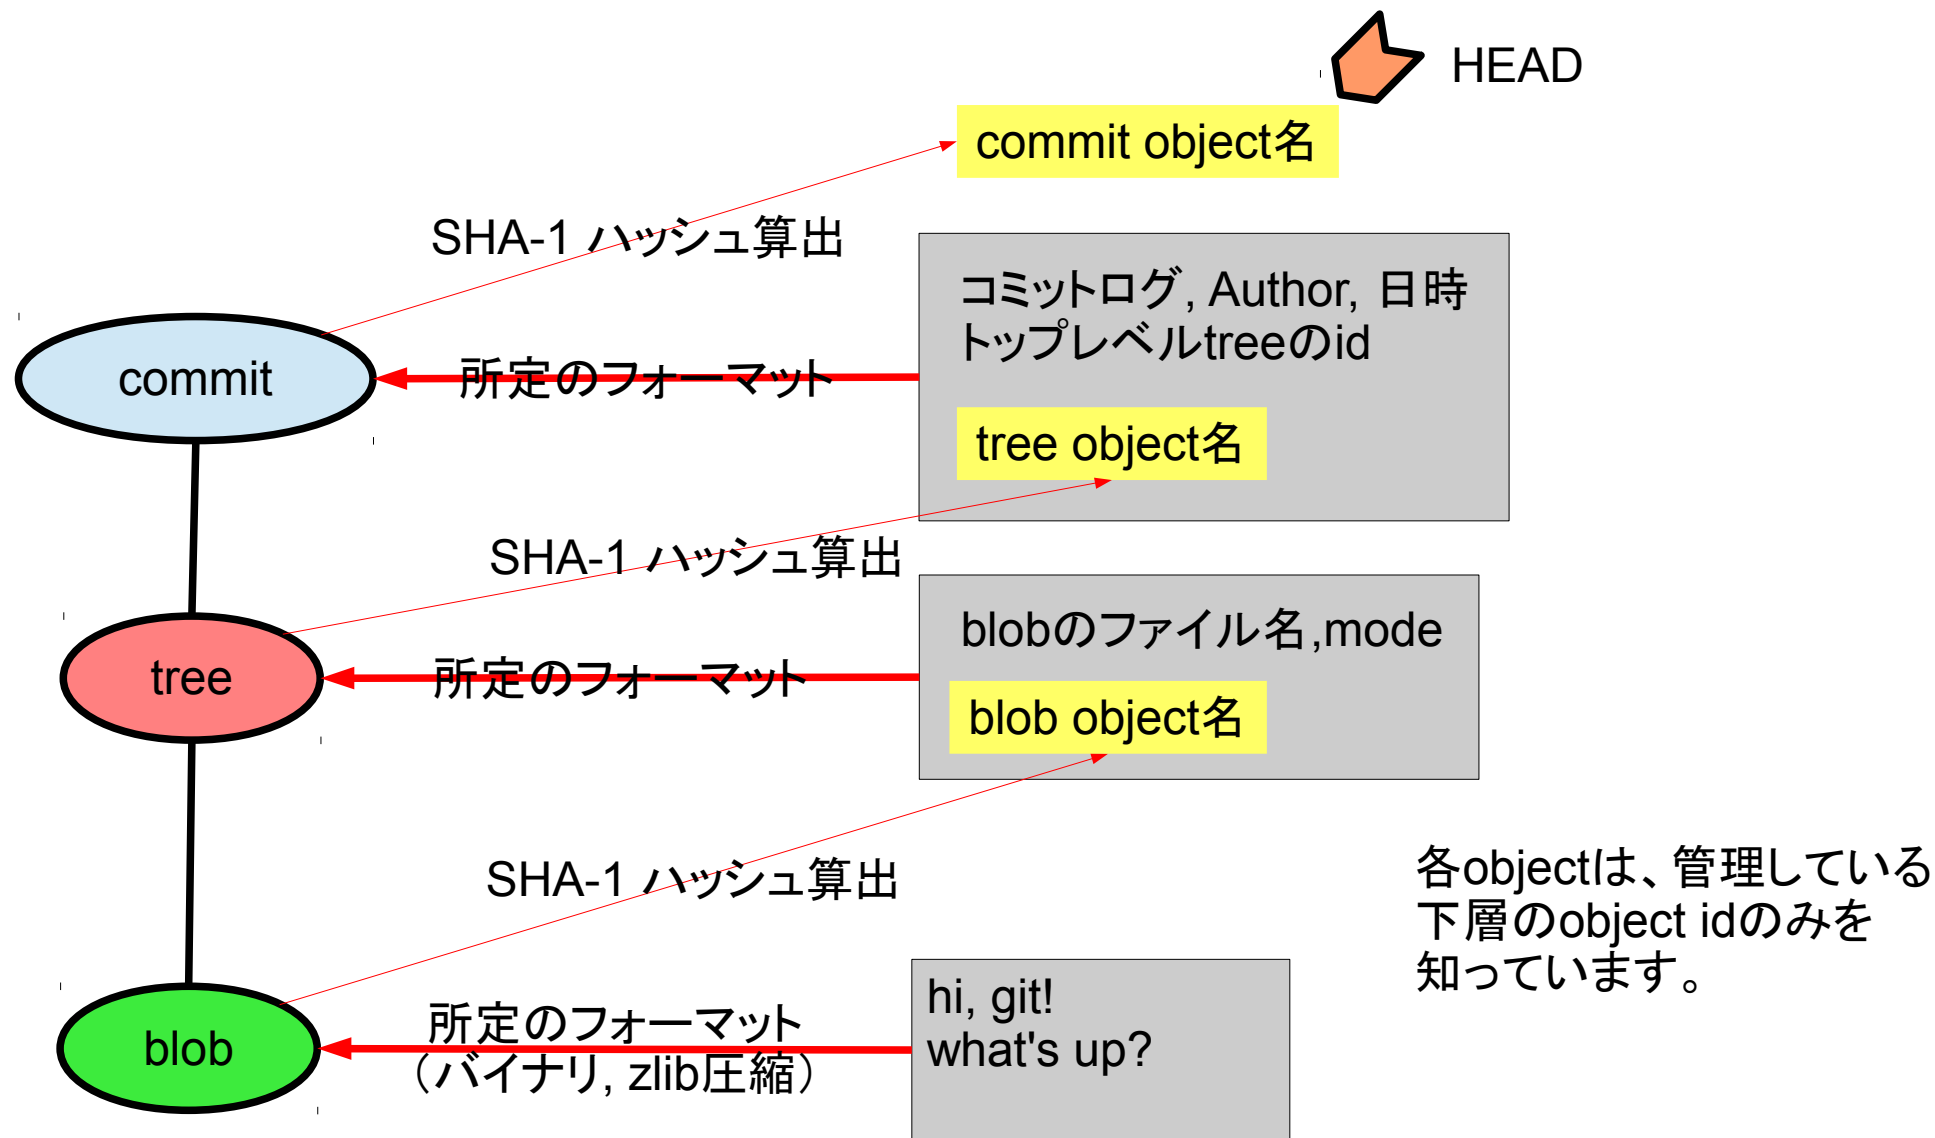 HEAD
commit object名
SHA-1 ハッシュ算出
コミットログ, Author, 日時
トップレベルtreeのid
commit
所定のフォーマット
tree object名
SHA-1 ハッシュ算出
blobのファイル名,mode
tree
所定のフォーマット
blob object名
SHA-1 ハッシュ算出
各objectは、管理している
下層のobject idのみを
知っています。
hi, git!
what's up?
所定のフォーマット
（バイナリ, zlib圧縮）
blob